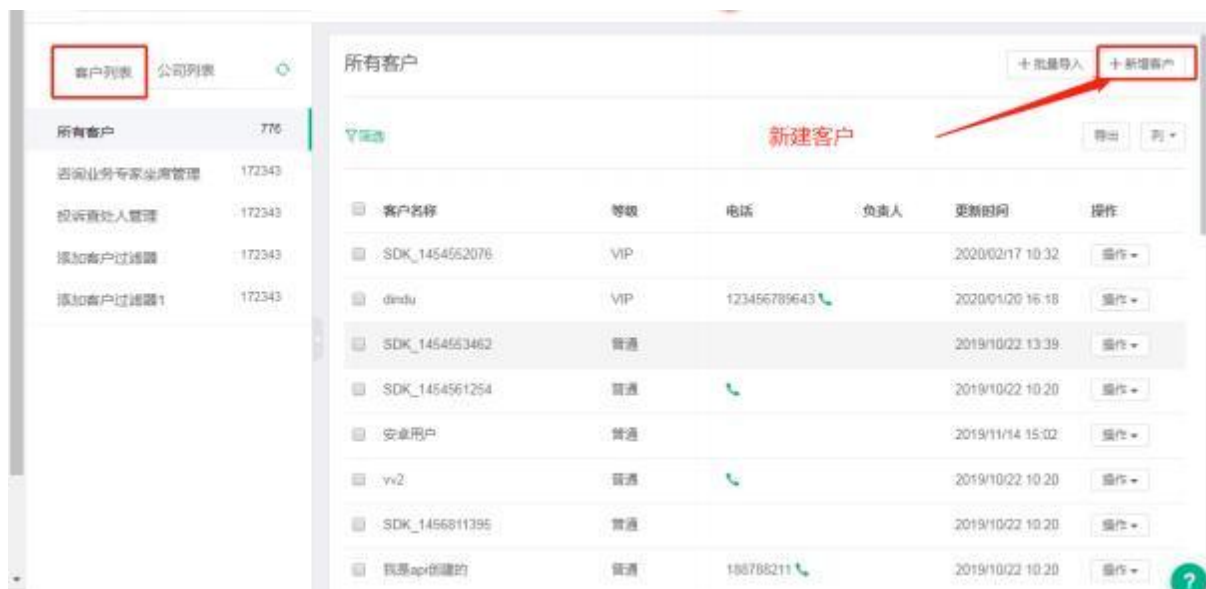 客户列表 公司列表
所有客户 776
咨询业务专家坐席管理 172343
投诉查处人管理 172343
添加客户过滤器 172343
添加客户过滤器1 172343
所有客户 +批量导入 +新增客户
筛选 新建客户 导出 列
客户名称 等级 电话 负责人 更新时间 操作
SDK_1454552076 VIP 2020/02/17 10:32 操作
dindu VIP 123456789643 2020/01/20 16:18 操作
SDK_1454553462 普通 2019/10/22 13:39 操作
SDK_1454561254 普通 2019/10/22 10:20 操作
安卓用户 普通 2019/11/14 15:02 操作
vv2 普通 2019/10/22 10:20 操作
SDK_1456811395 普通 2019/10/22 10:20 操作
我是api创建的 普通 188788211 2019/10/22 10:20 操作
?